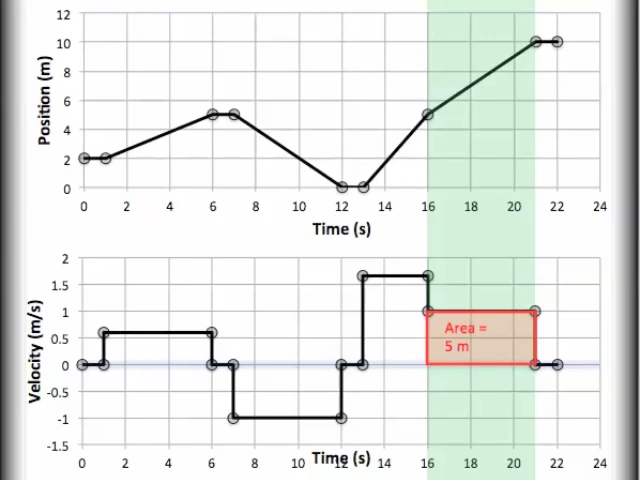 12
10
8
6
4
2
0
Position (m)
0 2 4 6 8 10 12 14 16 18 20 22 24
Time (s)
2
1.5
1
0.5
0
-0.5
-1
-1.5
Velocity (m/s)
Area =
5 m
0 2 4 6 8 10 12 14 16 18 20 22 24
Time (s)